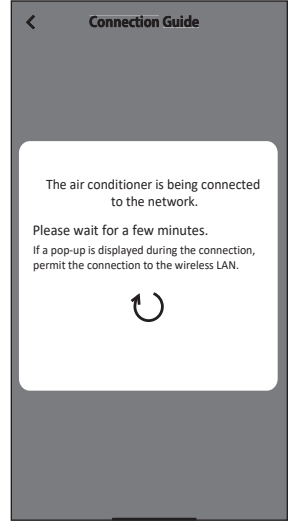 Connection Guide
The air conditioner is being connected
to the network.
Please wait for a few minutes.
If a pop-up is displayed during the connection,
permit the connection to the wireless LAN.